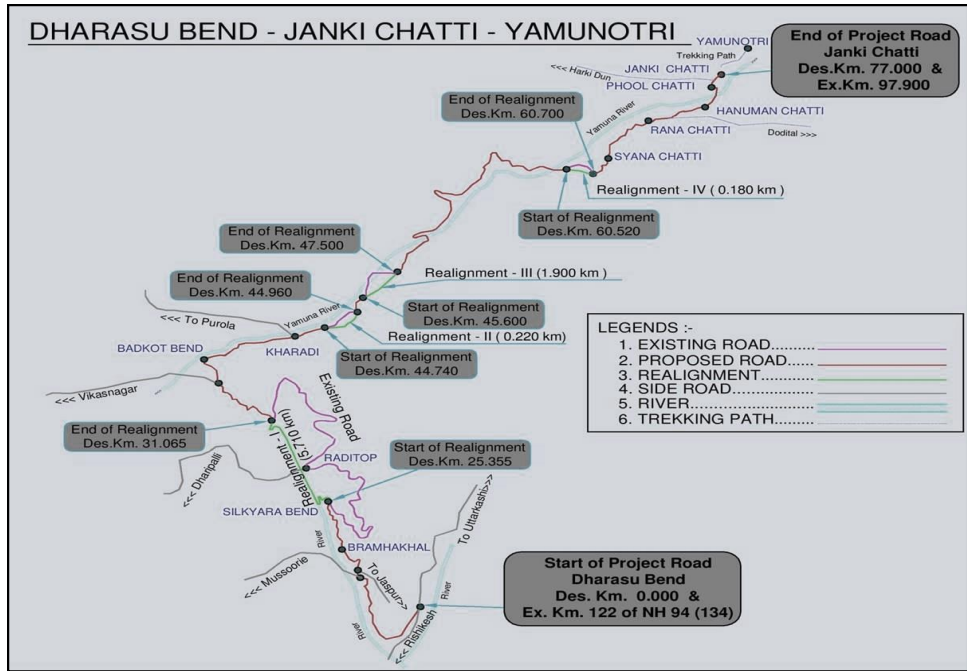 DHARASU BEND - JANKI CHATTI - YAMUNOTRI
YAMUNOTRI
Trekking Path
End of Project Road
Janki Chatti
Des.Km. 77.000 &
Ex.Km. 97.900
JANKI CHATTI
<<< Harki Dun
PHOOL CHATTI
End of Realignment
Des.Km. 60.700
Yamuna River
HANUMAN CHATTI
RANA CHATTI
Dodital >>>
SYANA CHATTI
Realignment - IV ( 0.180 km )
Start of Realignment
Des.Km. 60.520
End of Realignment
Des.Km. 47.500
Realignment - III (1.900 km )
End of Realignment
Des.Km. 44.960
Start of Realignment
Des.Km. 45.600
<<< To Purola
Yamuna River
Realignment - II ( 0.220 km)
KHARADI
BADKOT BEND
Start of Realignment
Des.Km. 44.740
LEGENDS :-
1. EXISTING ROAD..........
2. PROPOSED ROAD........
3. REALIGNMENT.............
4. SIDE ROAD..................
5. RIVER...........................
6. TREKKING PATH..........
<<< Vikasnagar
Existing Road
End of Realignment
Des.Km. 31.065
Realignment - I (5.710 km)
RADITOP
Start of Realignment
Des.Km. 25.355
<<< Dharipalli
SILKYARA BEND
To Uttarkashi>>>
River
BRAMHAKHAL
<<< Mussoorie
To Jaspur>>
River
River
<<< Rishikesh
Start of Project Road
Dharasu Bend
Des. Km. 0.000 &
Ex. Km. 122 of NH 94 (134)